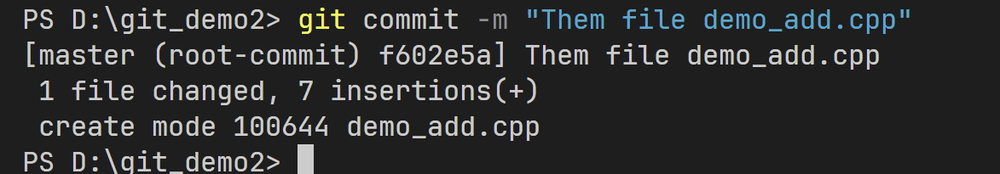 PS D:\git_demo2> git commit -m "Them file demo_add.cpp"
[master (root-commit) f602e5a] Them file demo_add.cpp
 1 file changed, 7 insertions(+)
 create mode 100644 demo_add.cpp
PS D:\git_demo2>